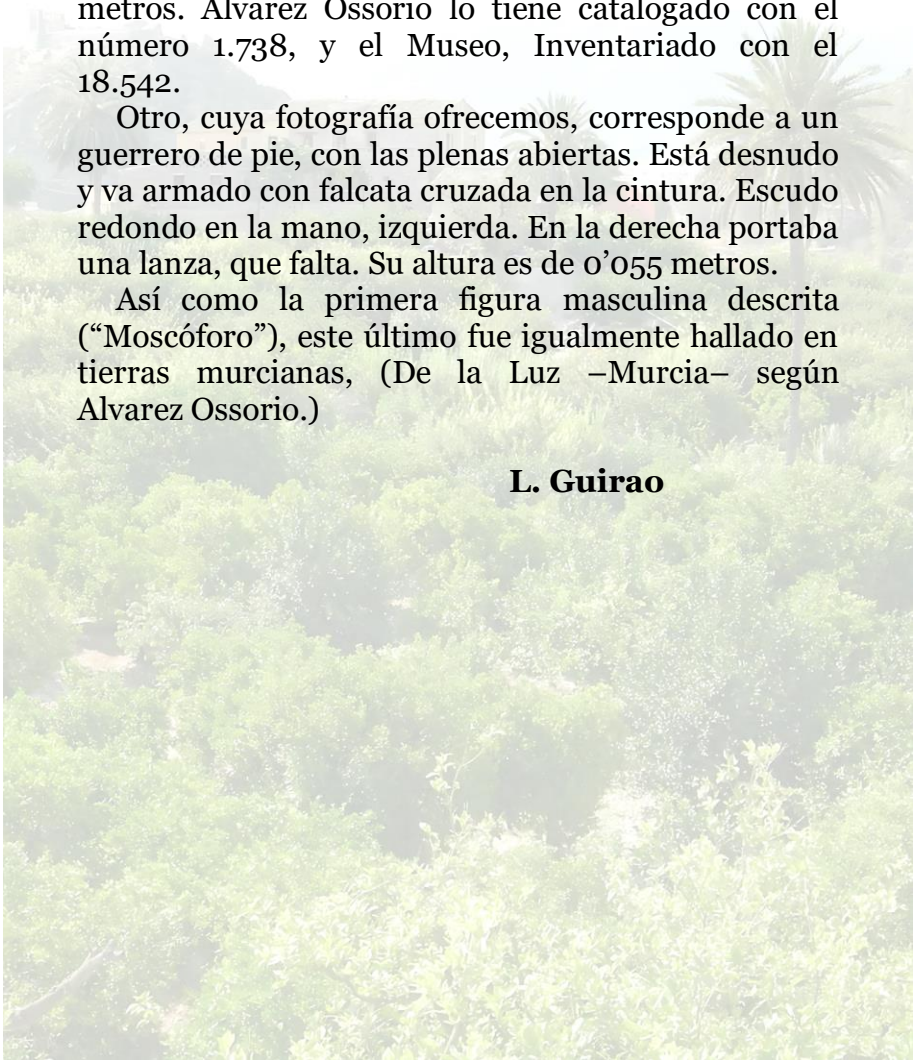 metros. Alvarez Ossorio lo tiene catalogado con el
número 1.738, y el Museo, Inventariado con el
18.542.
Otro, cuya fotografía ofrecemos, corresponde a un
guerrero de pie, con las plenas abiertas. Está desnudo
y va armado con falcata cruzada en la cintura. Escudo
redondo en la mano, izquierda. En la derecha portaba
una lanza, que falta. Su altura es de 0’055 metros.
Así como la primera figura masculina descrita
(“Moscóforo”), este último fue igualmente hallado en
tierras murcianas, (De la Luz –Murcia– según
Alvarez Ossorio.)
L. Guirao